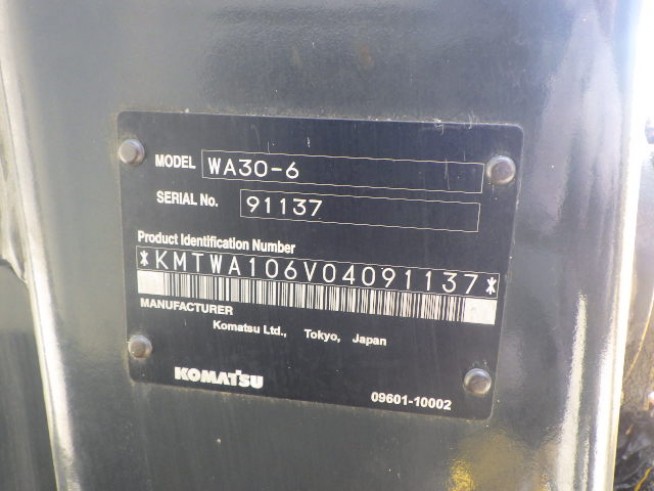 MODEL WA30-6
SERIAL No. 91137
Product Identification Number
*KMTWA106V04091137*
MANUFACTURER
Komatsu Ltd., Tokyo, Japan
KOMATSU
09601-10002